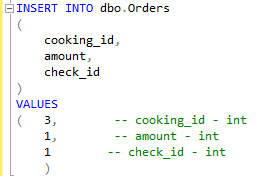 INSERT INTO dbo.Orders
(
    cooking_id,
    amount,
    check_id
)
VALUES
(   3,       -- cooking_id - int
    1,       -- amount - int
    1       -- check_id - int
    )